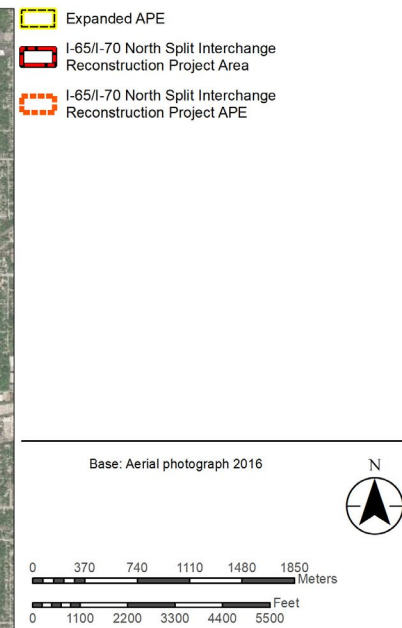 Expanded APE
I-65/I-70 North Split Interchange
Reconstruction Project Area
I-65/I-70 North Split Interchange
Reconstruction Project APE
Base: Aerial photograph 2016
N
0 370 740 1110 1480 1850
Meters
Feet
0 1100 2200 3300 4400 5500